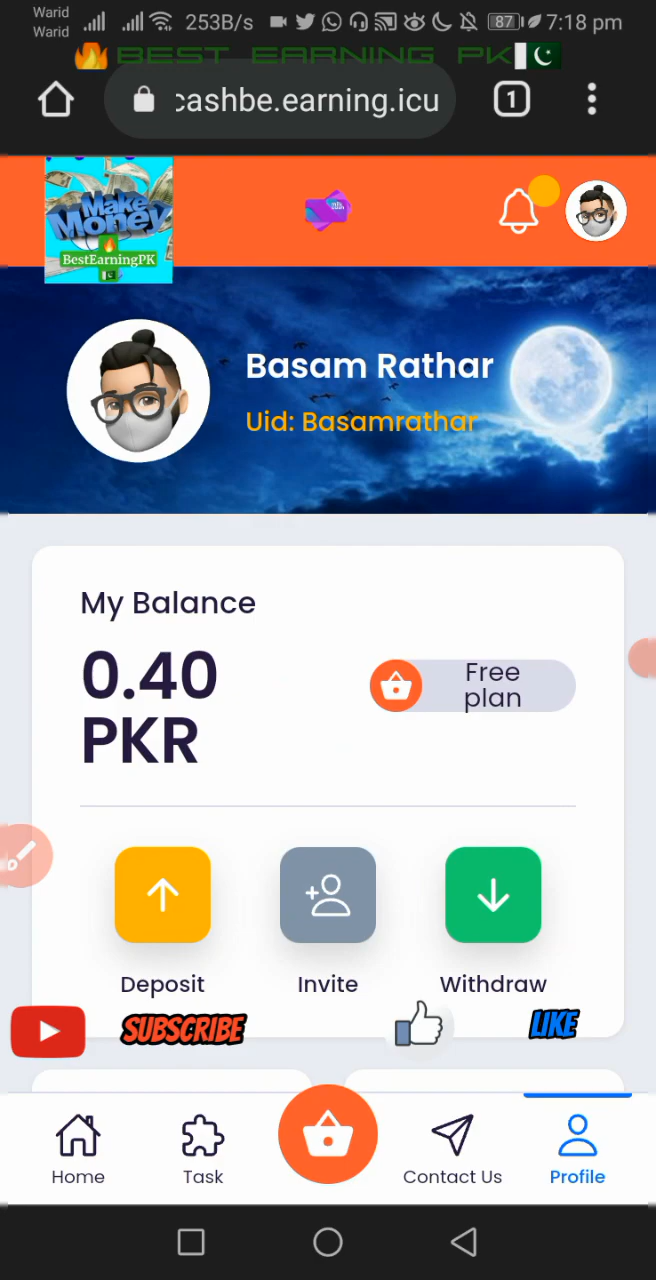 Warid
Warid
253B/s
87
7:18 pm
BEST EARNING PK
cashbe.earning.icu
1
Make
Money
BestEarningPK
Basam Rathar
Uid: Basamrathar
My Balance
0.40
PKR
Free
plan
Deposit
Invite
Withdraw
SUBSCRIBE
LIKE
Home
Task
Contact Us
Profile